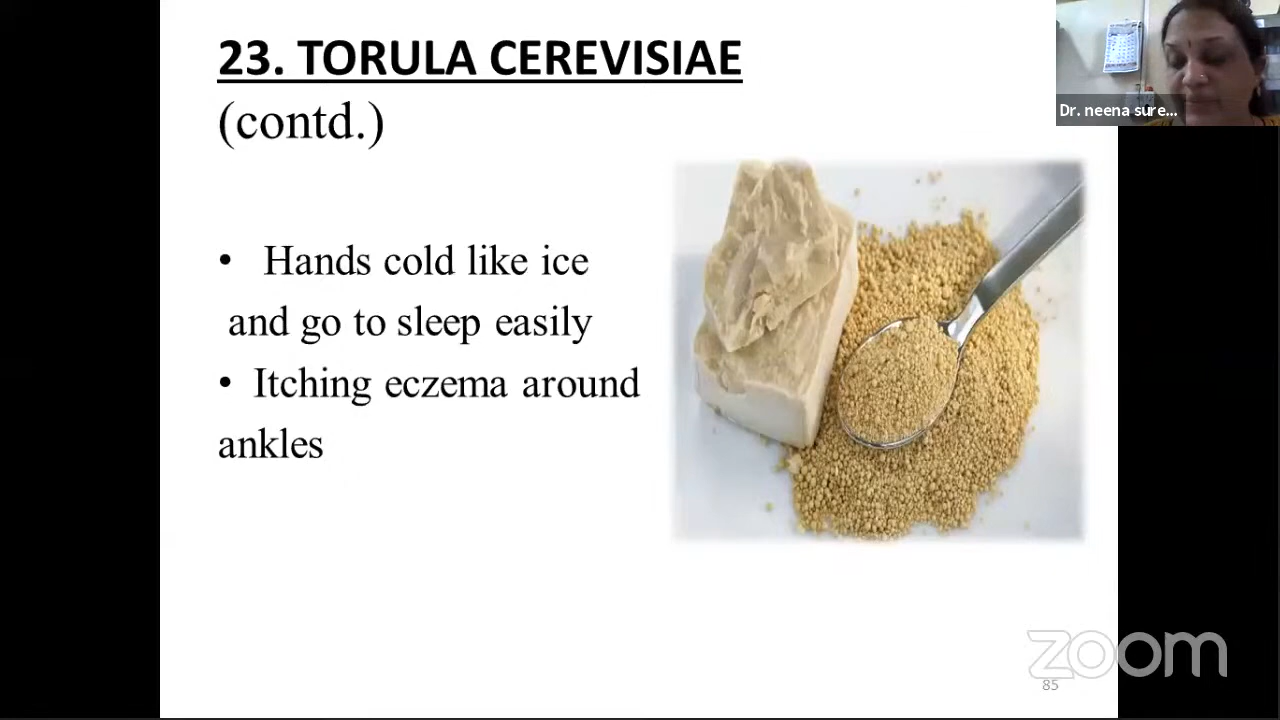 23. TORULA CEREVISIAE
(contd.)
• Hands cold like ice
and go to sleep easily
• Itching eczema around
ankles
Dr. neena sure...
zoom
85